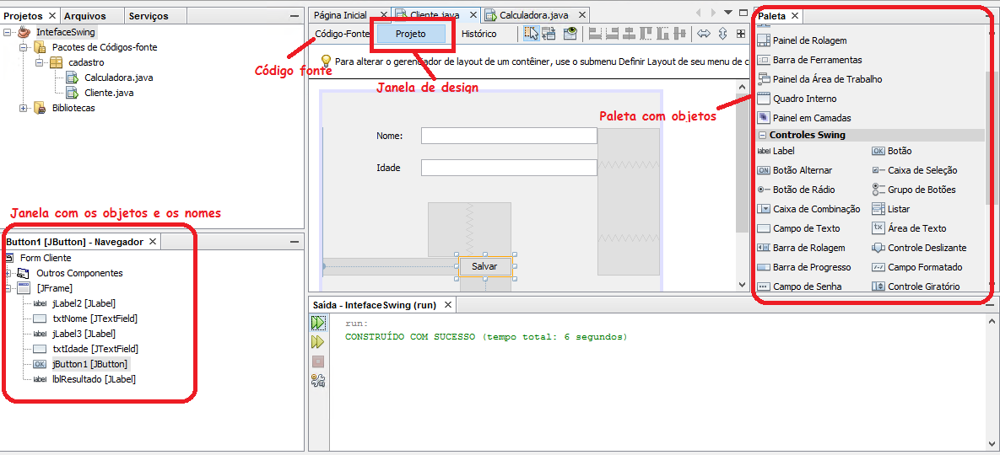 Projetos
Arquivos
Serviços
IntefaceSwing
Pacotes de Códigos-fonte
cadastro
Calculadora.java
Cliente.java
Bibliotecas
Janela com os objetos e os nomes
Button1 [JButton] - Navegador
Form Cliente
Outros Componentes
[JFrame]
label jLabel2 [JLabel]
txtNome [JTextField]
label jLabel3 [JLabel]
txtIdade [JTextField]
OK jButton1 [JButton]
label lblResultado [JLabel]
Página Inicial
Cliente.java
Calculadora.java
Código-Fonte
Projeto
Histórico
Código fonte
Para alterar o gerenciador de layout de um contêiner, use o submenu Definir Layout de seu menu de c
Janela de design
Paleta com objetos
Nome:
Idade
Salvar
Saída - IntefaceSwing (run)
run:
CONSTRUÍDO COM SUCESSO (tempo total: 6 segundos)
Paleta
Painel de Rolagem
Barra de Ferramentas
Painel da Área de Trabalho
Quadro Interno
Painel em Camadas
Controles Swing
label Label
OK Botão
ON Botão Alternar
Caixa de Seleção
Botão de Rádio
Grupo de Botões
Caixa de Combinação
Listar
Campo de Texto
Área de Texto
Barra de Rolagem
Controle Deslizante
Barra de Progresso
Campo Formatado
Campo de Senha
Controle Giratório